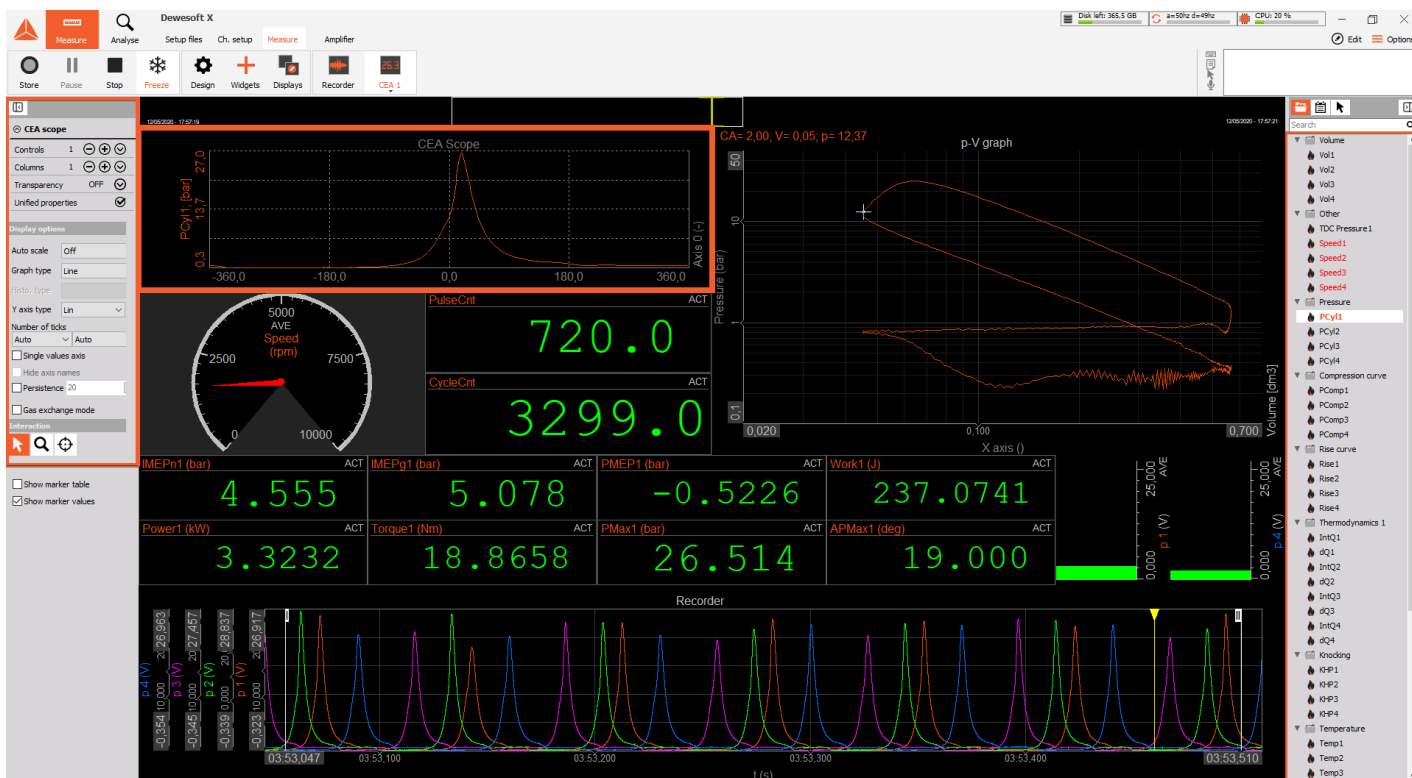 Dewesoft X
Disk left: 365,5 GB
a=50hz d=49hz
CPU: 20 %
Measure
Analyse
Setup files
Ch. setup
Measure
Amplifier
Edit
Options
Store
Pause
Stop
Freeze
Design
Widgets
Displays
Recorder
26.9
CEA 1
CEA scope
Controls 1
Columns 1
Transparency OFF
Unified properties
Display options
Auto scale Off
Graph type Line
Histo. type
Y axis type Lin
Number of ticks
Auto Auto
Single values axis
Hide axis names
Persistence 20
Gas exchange mode
Interaction
Show marker table
Show marker values
12/05/2020 - 17:57:19
CEA Scope
PCyl1; [bar]
27,0
13,7
0,3
-360,0 -180,0 0,0 180,0 360,0
Axis 0 (-)
12/05/2020 - 17:57:21
CA= 2,00, V= 0,05; p= 12,37
p-V graph
Pressure (bar)
50
10
1
0,1
0,020 0,100 0,700
Volume [dm3]
X axis ()
5000
AVE
Speed
(rpm)
2500 7500
0 10000
PulseCnt ACT
720.0
CycleCnt ACT
3299.0
IMEPn1 (bar) ACT
4.555
IMEPg1 (bar) ACT
5.078
PMEP1 (bar) ACT
-0.5226
Work1 (J) ACT
237.0741
Power1 (kW) ACT
3.3232
Torque1 (Nm) ACT
18.8658
PMax1 (bar) ACT
26.514
APMax1 (deg) ACT
19.000
p 1 (V)
0,000 25,000 AVE
p 4 (V)
0,000 25,000 AVE
Recorder
p 4 (V)
-0,354 10,000 20 26,963
p 3 (V)
-0,345 10,000 20 27,457
p 2 (V)
-0,339 0,000 20 28,837
p 1 (V)
-0,323 10,000 20 26,917
I
II
03:53,047 03:53,100 03:53,200 03:53,300 03:53,400 03:53,510
t (s)
Search
Volume
Vol1
Vol2
Vol3
Vol4
Other
TDC Pressure1
Speed1
Speed2
Speed3
Speed4
Pressure
PCyl1
PCyl2
PCyl3
PCyl4
Compression curve
PComp1
PComp2
PComp3
PComp4
Rise curve
Rise1
Rise2
Rise3
Rise4
Thermodynamics 1
IntQ1
dQ1
IntQ2
dQ2
IntQ3
dQ3
IntQ4
dQ4
Knocking
KHP1
KHP2
KHP3
KHP4
Temperature
Temp1
Temp2
Temp3